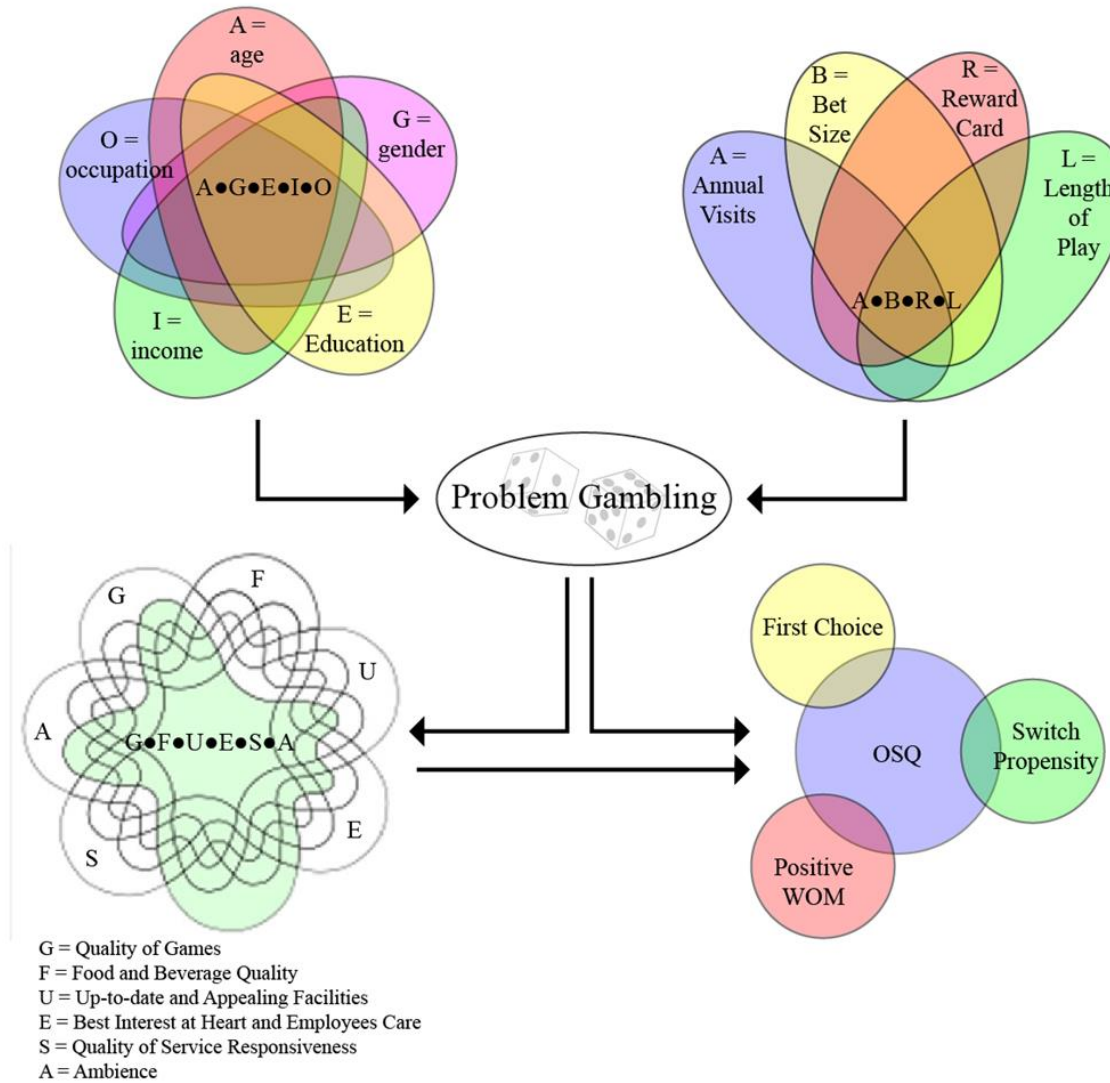 A =
age
G =
gender
O =
occupation
A●G●E●I●O
I =
income
E =
Education
B =
Bet
Size
R =
Reward
Card
A =
Annual
Visits
L =
Length
of
Play
A●B●R●L
Problem Gambling
G
F
U
A
G●F●U●E●S●A
E
S
First Choice
OSQ
Switch
Propensity
Positive
WOM
G = Quality of Games
F = Food and Beverage Quality
U = Up-to-date and Appealing Facilities
E = Best Interest at Heart and Employees Care
S = Quality of Service Responsiveness
A = Ambience